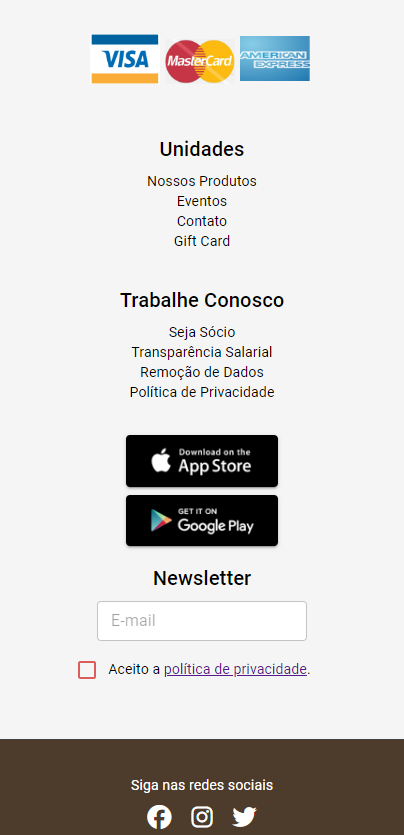 VISA
MasterCard
AMERICAN
EXPRESS
Unidades
Nossos Produtos
Eventos
Contato
Gift Card
Trabalhe Conosco
Seja Sócio
Transparência Salarial
Remoção de Dados
Política de Privacidade
Download on the
App Store
GET IT ON
Google Play
Newsletter
E-mail
Aceito a política de privacidade.
Siga nas redes sociais